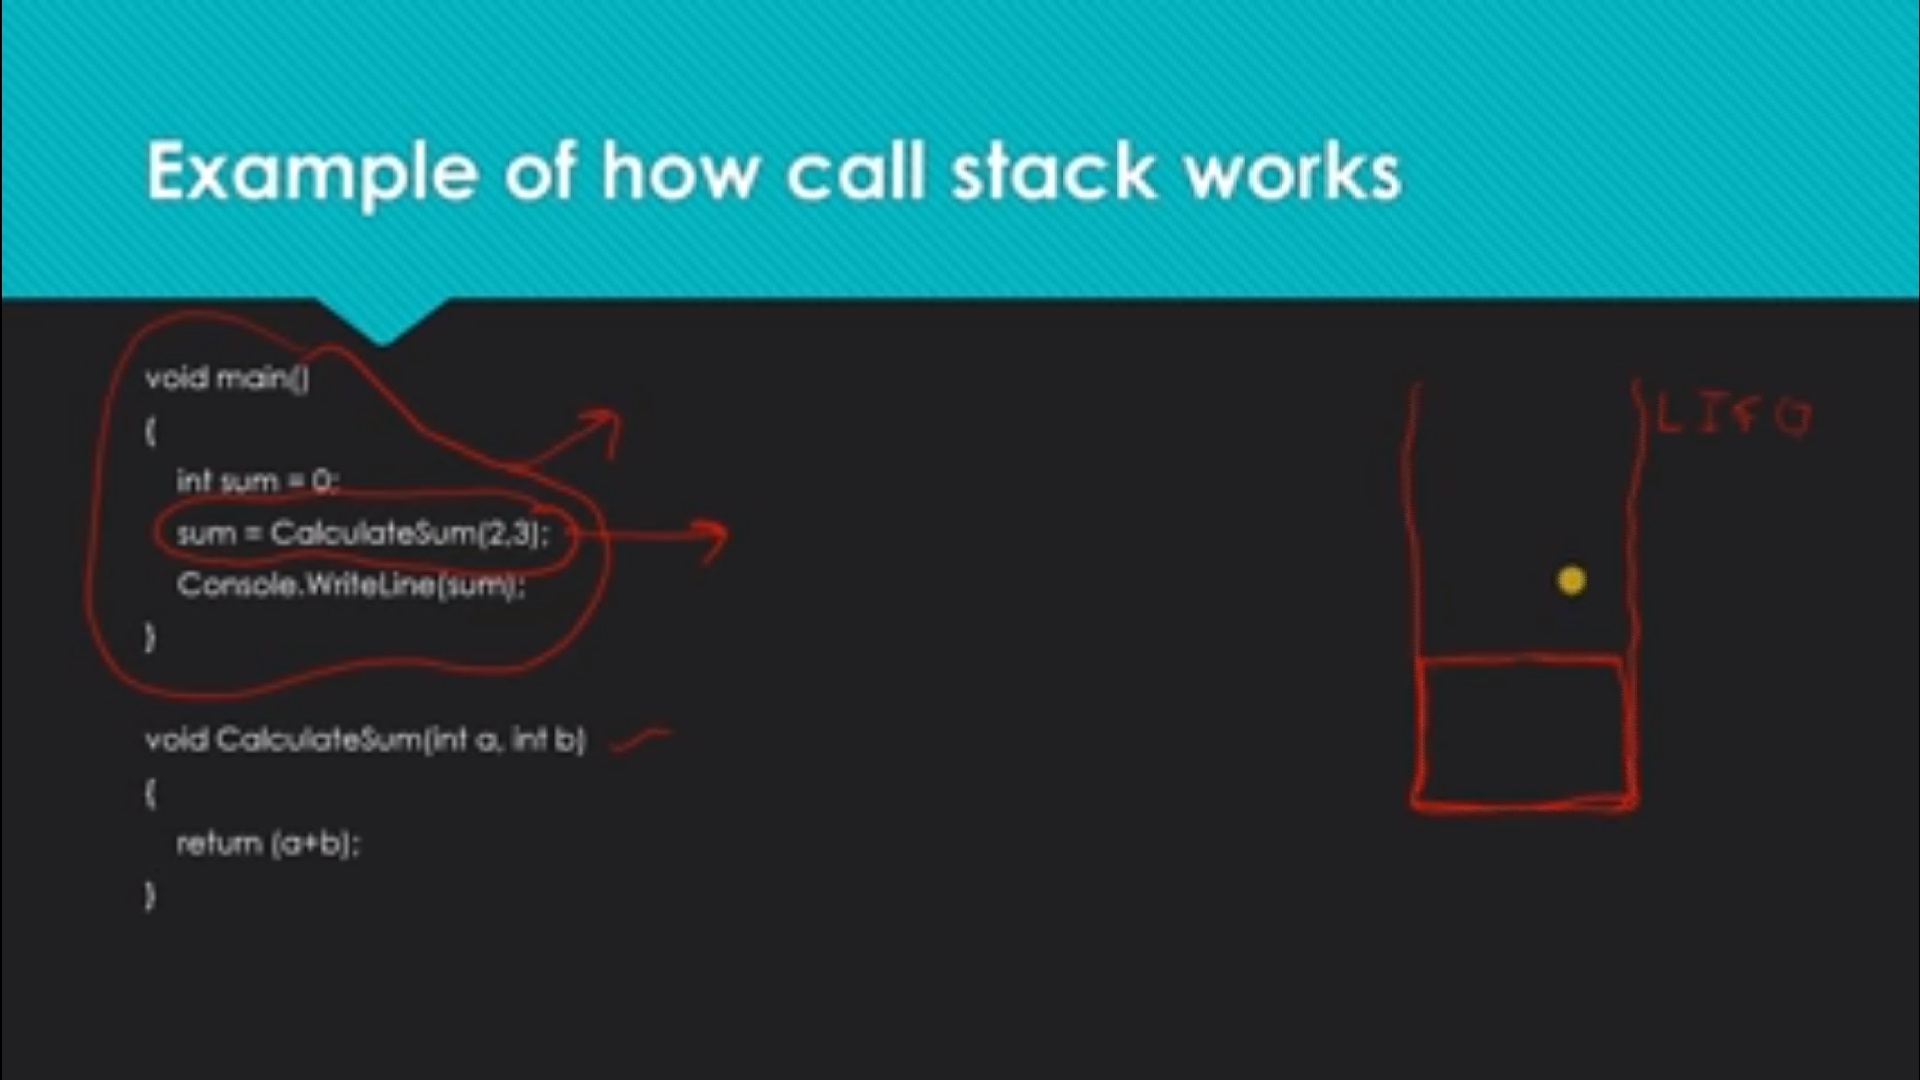 Example of how call stack works
void main()
{
int sum = 0;
sum = CalculateSum(2,3);
Console.WriteLine(sum);
}
void CalculateSum(int a, int b)
{
return (a+b);
}
LIFO